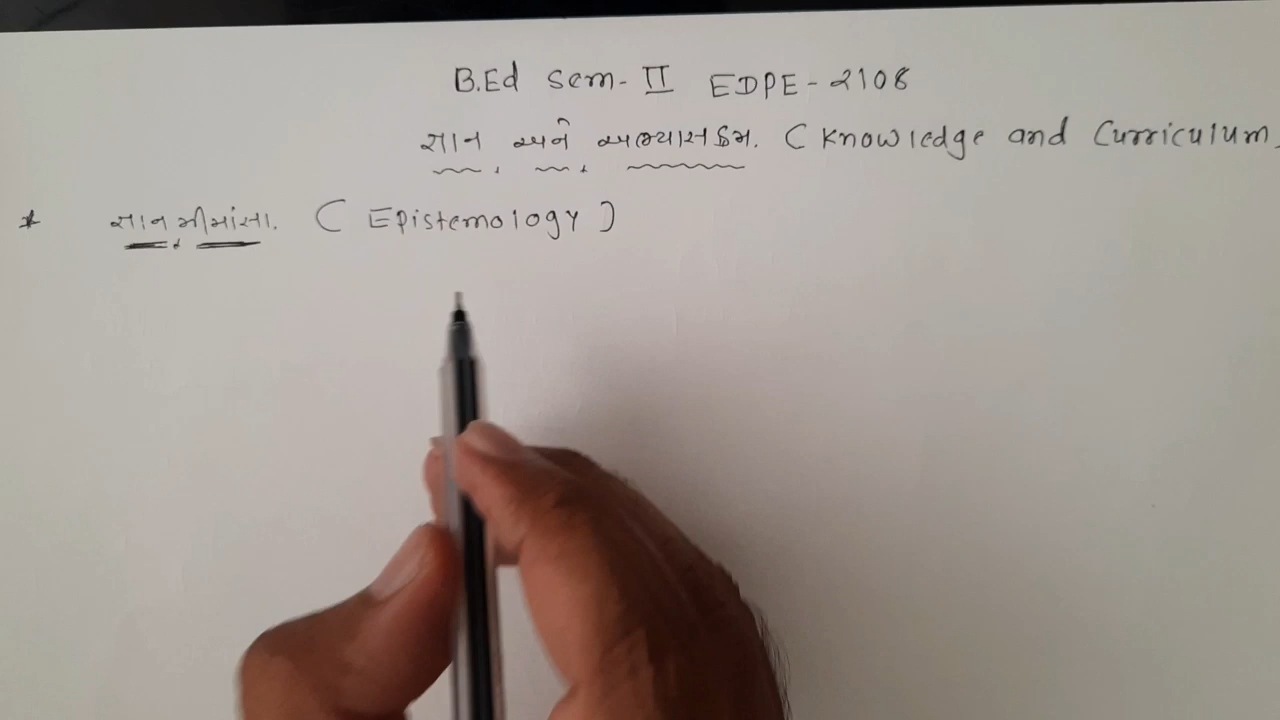 B.Ed Sem-II EDPE-2108
જ્ઞાન અને અભ્યાસક્રમ. (Knowledge and Curriculum)
* જ્ઞાનમીમાંસા. (Epistemology)